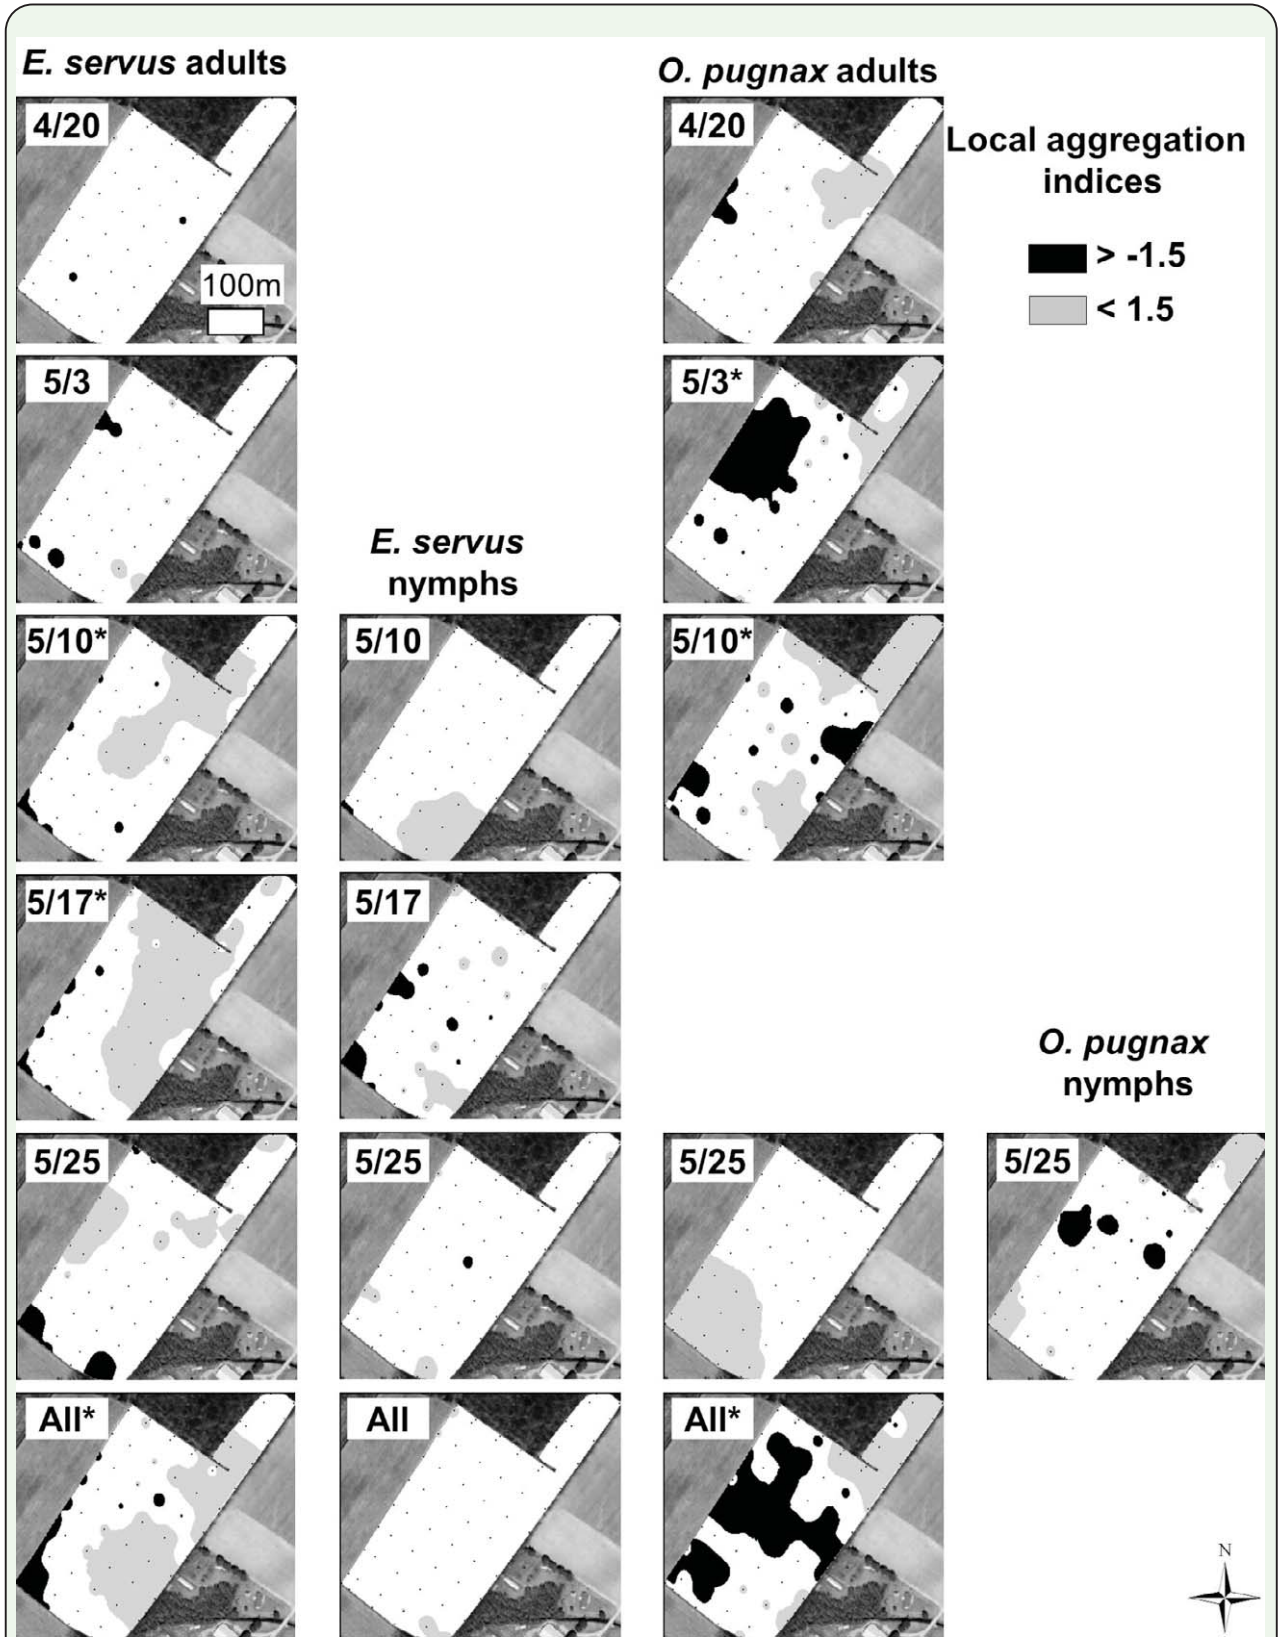 E. servus adults
O. pugnax adults
4/20
100m
4/20
Local aggregation
indices
> -1.5
< 1.5
5/3
5/3*
E. servus
nymphs
5/10*
5/10
5/10*
5/17*
5/17
O. pugnax
nymphs
5/25
5/25
5/25
5/25
All*
All
All*
N